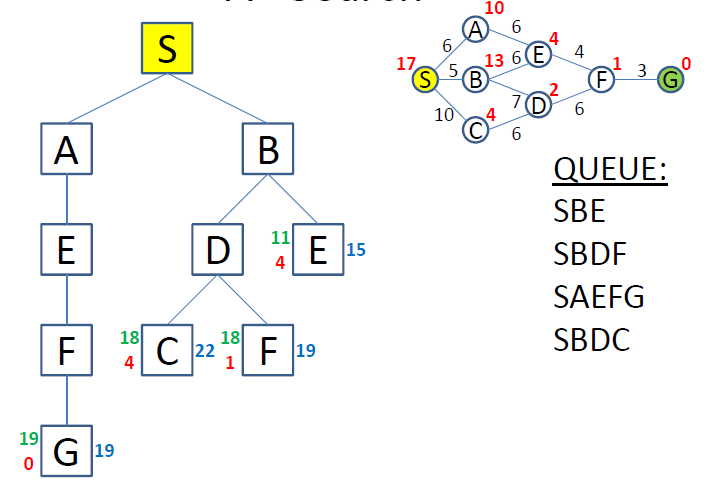 10
A 6
6 E 4 4
17 S 5 B 13 6 F 1 3 G 0
10 C 4 7 D 2 6
6
S
A B
QUEUE:
SBE
E D 11 4 E 15
SBDF
SAEFG
F 18 4 C 22 18 1 F 19
SBDC
19 0 G 19